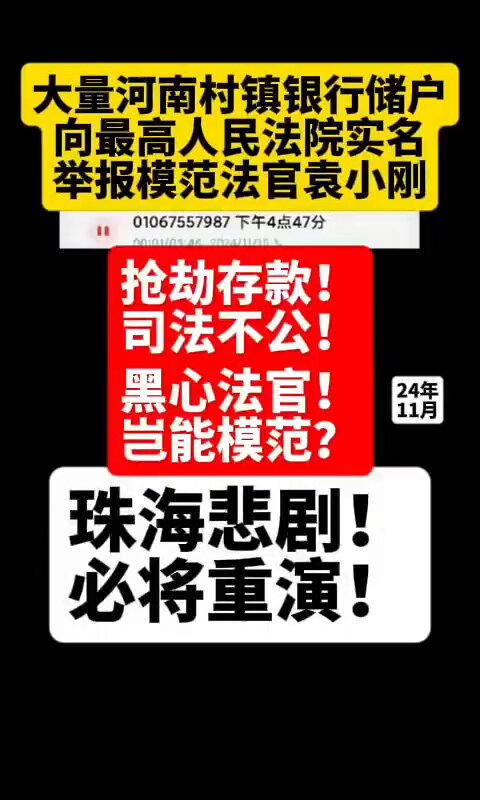 大量河南村镇银行储户
向最高人民法院实名
举报模范法官袁小刚
01067557987 下午4点47分
抢劫存款！
司法不公！
黑心法官！
岂能模范？
24年
11月
珠海悲剧！
必将重演！